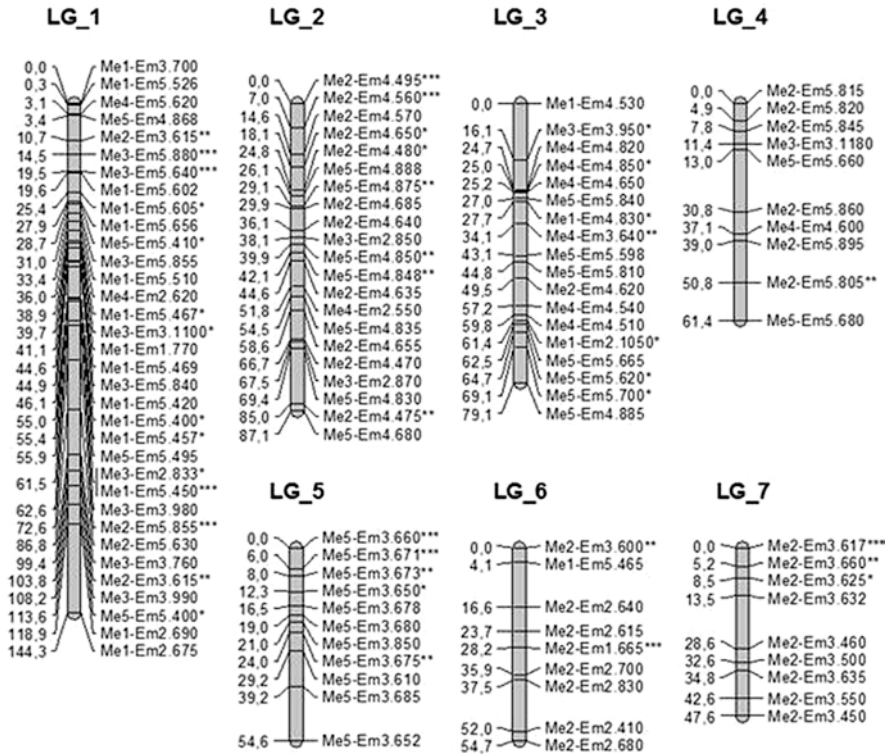 LG_1
0,0 Me1-Em3.700
0,3 Me1-Em5.526
3,1 Me4-Em5.620
3,4 Me5-Em4.868
10,7 Me2-Em3.615**
14,5 Me3-Em5.880***
19,5 Me3-Em5.640***
19,6 Me1-Em5.602
25,4 Me1-Em5.605*
27,9 Me1-Em5.656
28,7 Me5-Em5.410*
31,0 Me3-Em5.855
33,4 Me1-Em5.510
36,0 Me4-Em2.620
38,9 Me1-Em5.467*
39,7 Me3-Em3.1100*
41,1 Me1-Em1.770
44,6 Me1-Em5.469
44,9 Me3-Em5.840
46,1 Me1-Em5.420
55,0 Me1-Em5.400*
55,4 Me1-Em5.457*
55,9 Me5-Em5.495
61,5 Me3-Em2.833*
Me1-Em5.450***
62,6 Me3-Em3.980
72,6 Me2-Em5.855***
86,8 Me2-Em5.630
99,4 Me3-Em3.760
103,8 Me2-Em3.615**
108,2 Me3-Em3.990
113,6 Me5-Em5.400*
118,9 Me1-Em2.690
144,3 Me1-Em2.675
LG_2
0,0 Me2-Em4.495***
7,0 Me2-Em4.560***
14,6 Me2-Em4.570
18,1 Me2-Em4.650*
24,8 Me2-Em4.480*
26,1 Me5-Em4.888
29,1 Me5-Em4.875**
29,9 Me2-Em4.685
36,1 Me2-Em4.640
38,1 Me3-Em2.850
39,9 Me5-Em4.850**
42,1 Me5-Em4.848**
44,6 Me2-Em4.635
51,8 Me4-Em2.550
54,5 Me5-Em4.835
58,6 Me2-Em4.655
66,7 Me2-Em4.470
67,5 Me3-Em2.870
69,4 Me5-Em4.830
85,0 Me2-Em4.475**
87,1 Me5-Em4.680
LG_3
0,0 Me1-Em4.530
16,1 Me3-Em3.950*
24,7 Me4-Em4.820
25,0 Me4-Em4.850*
25,2 Me4-Em4.650
27,0 Me5-Em5.840
27,7 Me1-Em4.830*
34,1 Me4-Em3.640**
43,1 Me5-Em5.598
44,8 Me5-Em5.810
49,5 Me2-Em4.620
57,2 Me4-Em4.540
59,8 Me4-Em4.510
61,4 Me1-Em2.1050*
62,5 Me5-Em5.665
64,7 Me5-Em5.620*
69,1 Me5-Em5.700*
79,1 Me5-Em4.885
LG_4
0,0 Me2-Em5.815
4,9 Me2-Em5.820
7,8 Me2-Em5.845
11,4 Me3-Em3.1180
13,0 Me5-Em5.660
30,8 Me2-Em5.860
37,1 Me4-Em4.600
39,0 Me2-Em5.895
50,8 Me2-Em5.805**
61,4 Me5-Em5.680
LG_5
0,0 Me5-Em3.660***
6,0 Me5-Em3.671***
8,0 Me5-Em3.673**
12,3 Me5-Em3.650*
16,5 Me5-Em3.678
19,0 Me5-Em3.680
21,0 Me5-Em3.850
24,0 Me5-Em3.675**
29,2 Me5-Em3.610
39,2 Me5-Em3.685
54,6 Me5-Em3.652
LG_6
0,0 Me2-Em3.600**
4,1 Me1-Em5.465
16,6 Me2-Em2.640
23,7 Me2-Em2.615
28,2 Me2-Em1.665***
35,9 Me2-Em2.700
37,5 Me2-Em2.830
52,0 Me2-Em2.410
54,7 Me2-Em2.680
LG_7
0,0 Me2-Em3.617***
5,2 Me2-Em3.660**
8,5 Me2-Em3.625*
13,5 Me2-Em3.632
28,6 Me2-Em3.460
32,6 Me2-Em3.500
34,8 Me2-Em3.635
42,6 Me2-Em3.550
47,6 Me2-Em3.450